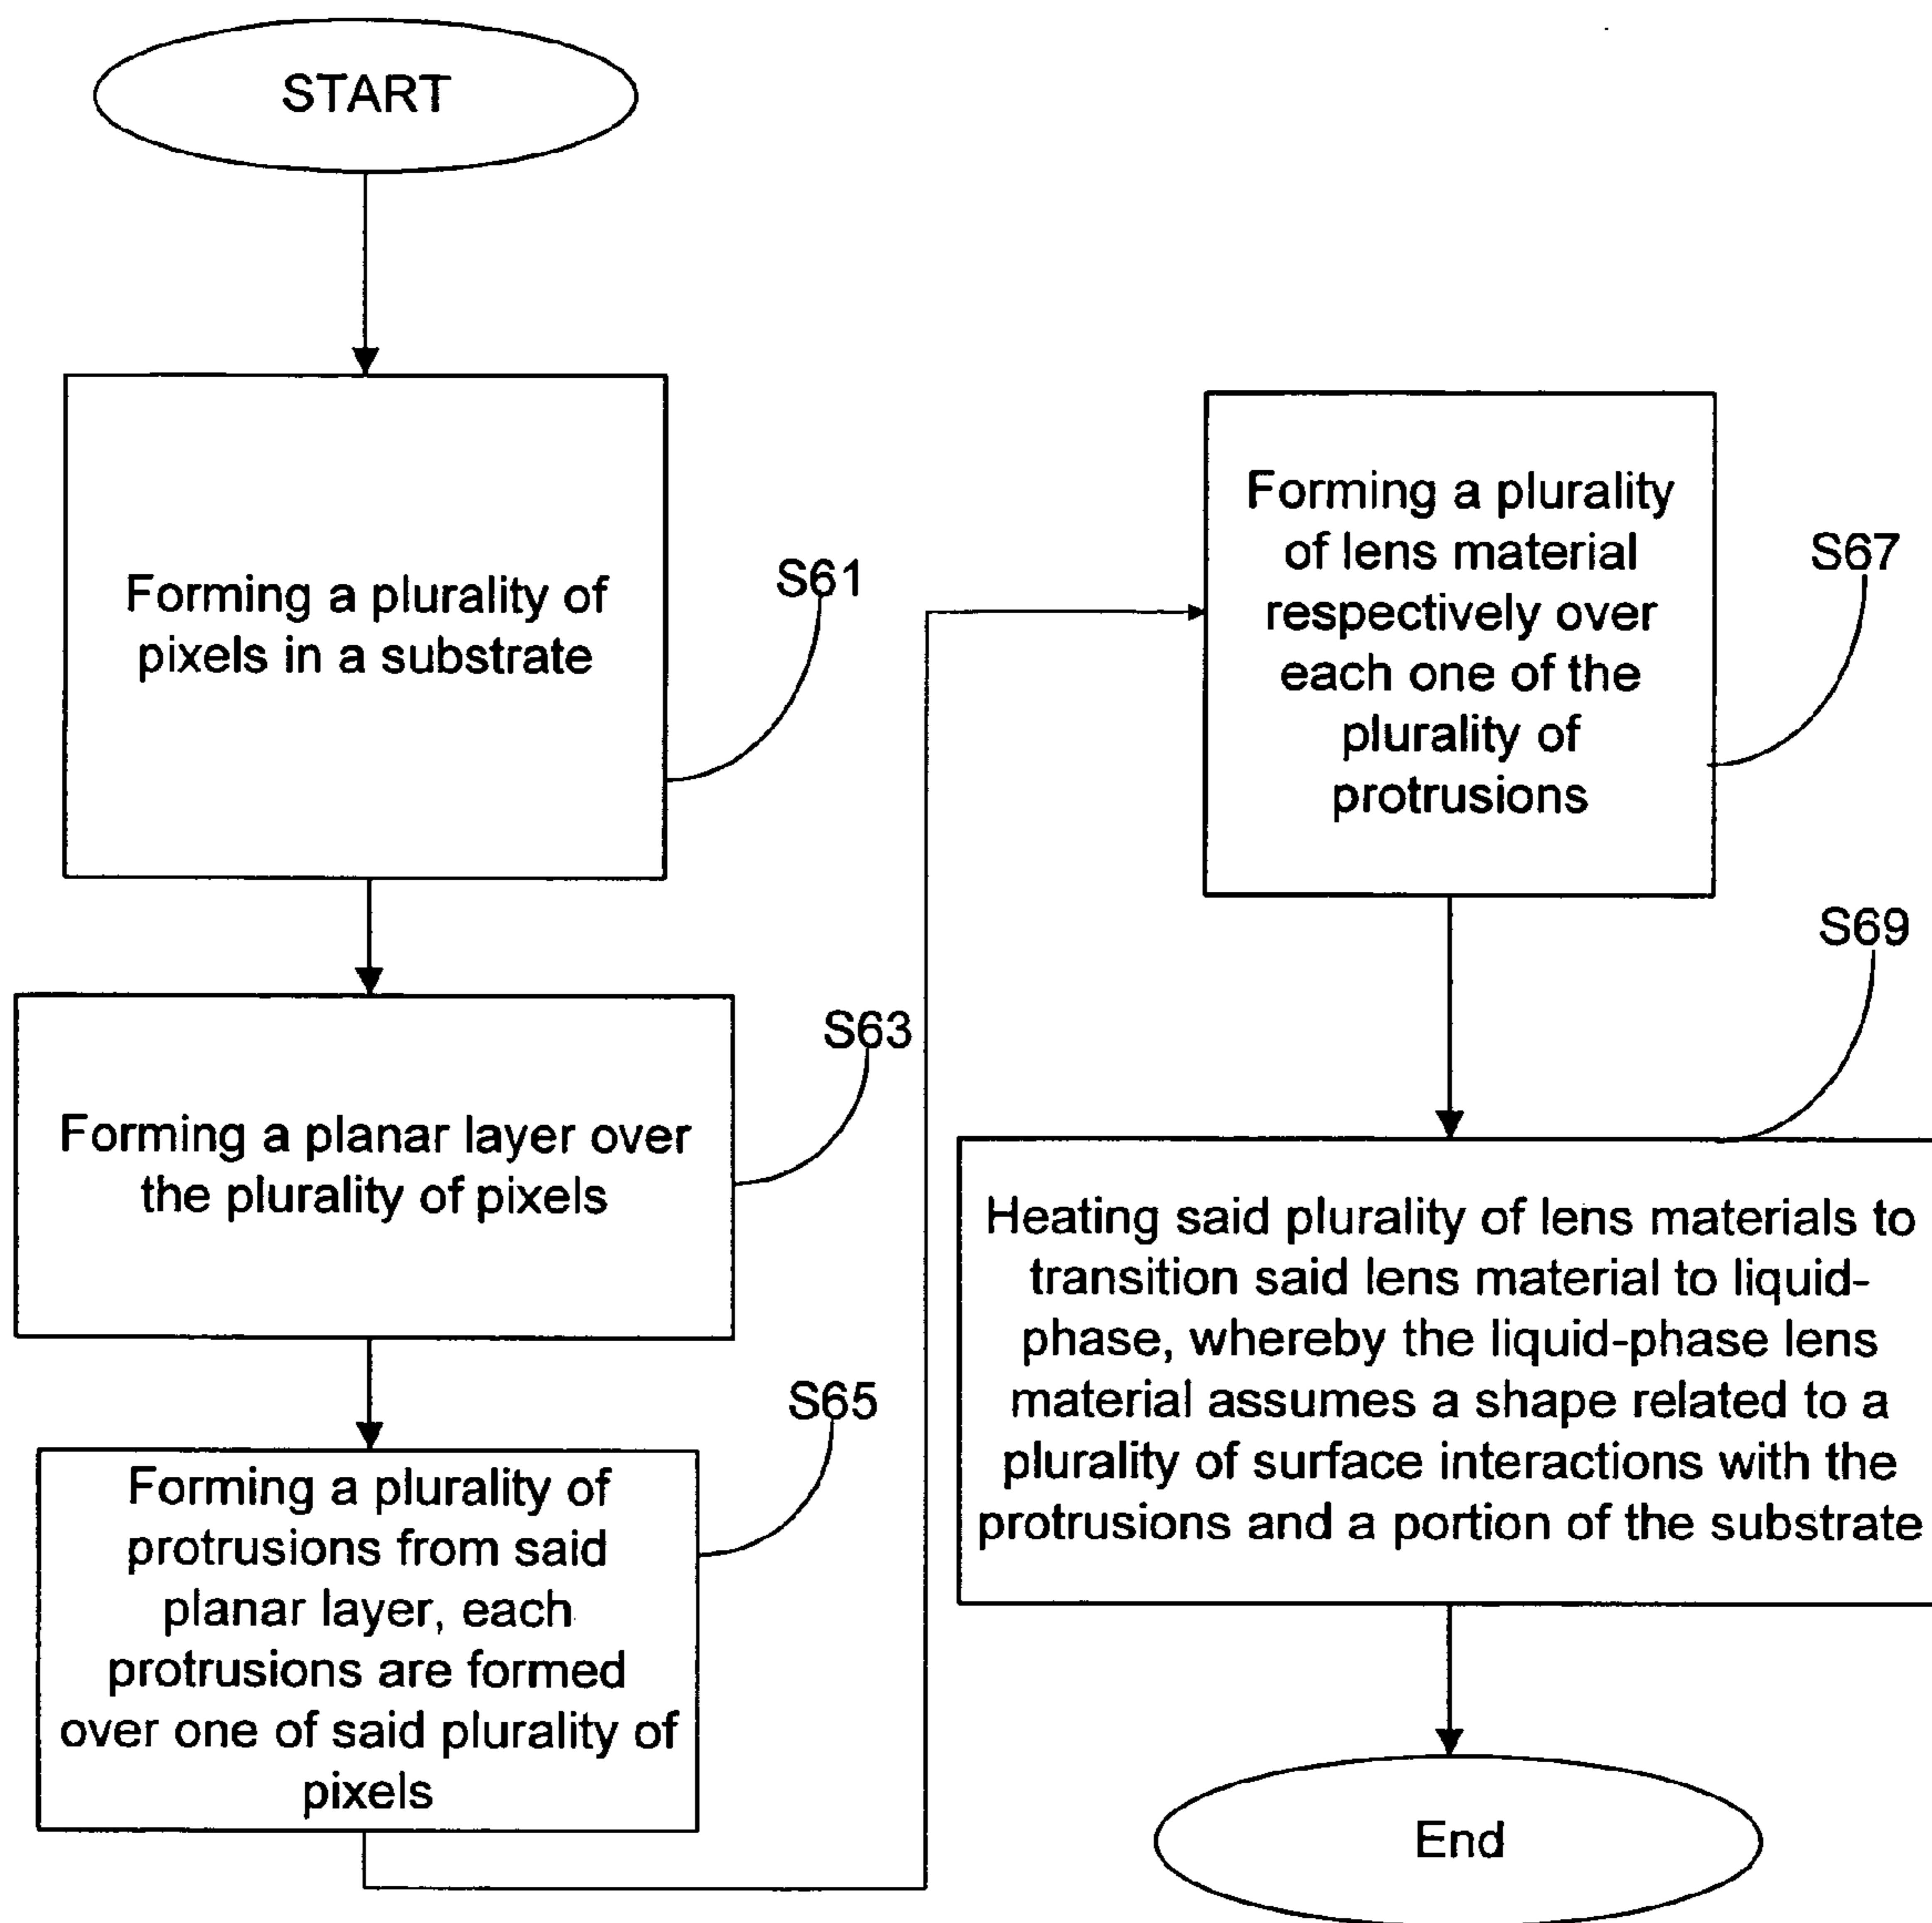 START
Forming a plurality of
pixels in a substrate
S61
Forming a planar layer over
the plurality of pixels
S63
Forming a plurality of
protrusions from said
planar layer, each
protrusions are formed
over one of said plurality of
pixels
S65
Forming a plurality
of lens material
respectively over
each one of the
plurality of
protrusions
S67
Heating said plurality of lens materials to
transition said lens material to liquid-
phase, whereby the liquid-phase lens
material assumes a shape related to a
plurality of surface interactions with the
protrusions and a portion of the substrate
S69
End